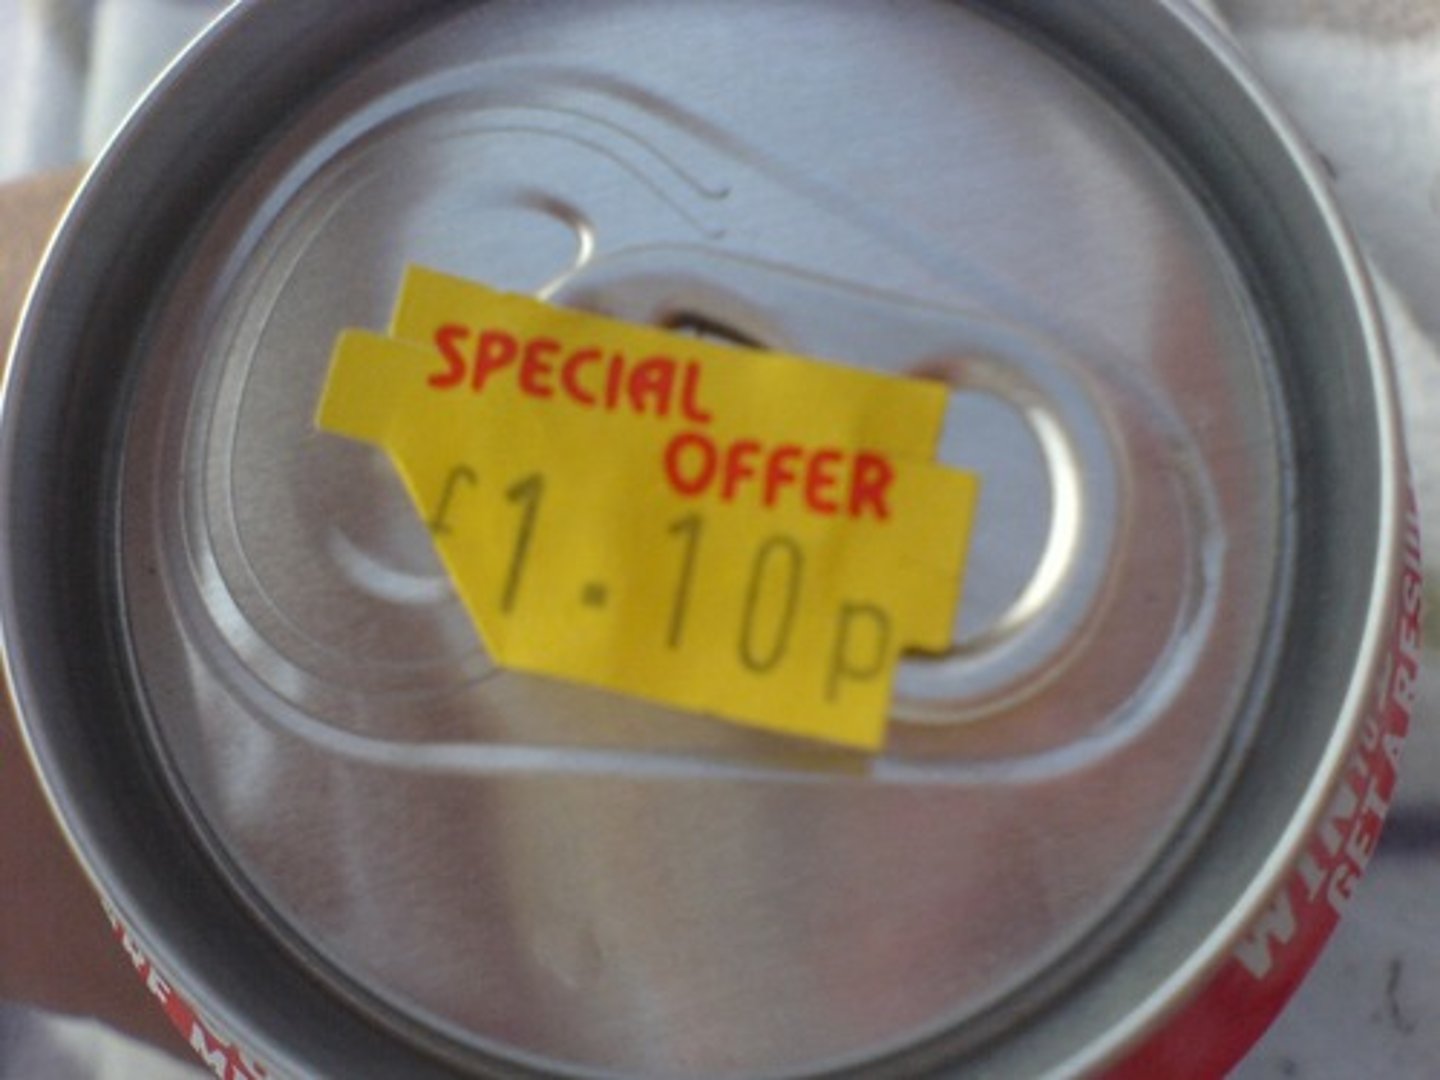 SPECIAL
OFFER
£1.10p